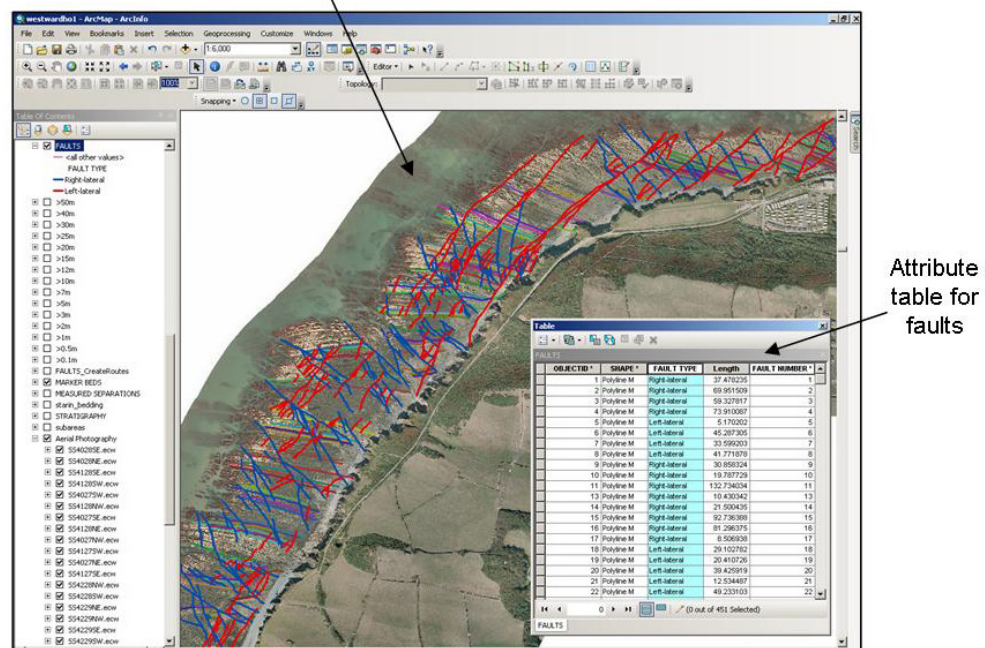 westwardho1 - ArcMap - ArcInfo
File Edit View Bookmarks Insert Selection Geoprocessing Customize Windows Help
1:6,000
Editor
100%
Topology:
Snapping
Table Of Contents
Search
FAULTS
<all other values>
FAULT TYPE
Right-lateral
Left-lateral
>50m
>40m
>30m
>25m
>20m
>15m
>12m
>10m
>7m
>5m
>3m
>2m
>1m
>0.5m
>0.1m
FAULTS_CreateRoutes
MARKER BEDS
MEASURED SEPARATIONS
starin_bedding
STRATIGRAPHY
subareas
Aerial Photography
SS4028SE.ecw
SS4028NE.ecw
SS4128SE.ecw
SS4128SW.ecw
SS4027SW.ecw
SS4128NW.ecw
SS4027SE.ecw
SS4128NE.ecw
SS4027NW.ecw
SS4127SW.ecw
SS4027NE.ecw
SS4127SE.ecw
SS4228NW.ecw
SS4228SW.ecw
SS4229NE.ecw
SS4229NW.ecw
SS4229SE.ecw
SS4229SW.ecw
Attribute
table for
faults
Table
FAULTS
OBJECTID * SHAPE * FAULT TYPE Length FAULT NUMBER *
1 Polyline M Right-lateral 37.478235 1
2 Polyline M Right-lateral 69.951509 2
3 Polyline M Right-lateral 59.327817 3
4 Polyline M Right-lateral 73.910087 4
5 Polyline M Left-lateral 5.170202 5
6 Polyline M Left-lateral 45.287305 6
7 Polyline M Left-lateral 33.599203 7
8 Polyline M Left-lateral 41.771878 8
9 Polyline M Right-lateral 30.858324 9
10 Polyline M Right-lateral 19.787729 10
11 Polyline M Right-lateral 132.734034 11
13 Polyline M Right-lateral 10.430342 13
14 Polyline M Right-lateral 21.500435 14
15 Polyline M Right-lateral 92.736388 15
16 Polyline M Right-lateral 81.296375 16
17 Polyline M Right-lateral 8.506938 17
18 Polyline M Left-lateral 29.102782 18
19 Polyline M Left-lateral 20.410726 19
20 Polyline M Left-lateral 39.425919 20
21 Polyline M Left-lateral 12.534487 21
22 Polyline M Left-lateral 49.233103 22
0 (0 out of 451 Selected)
FAULTS